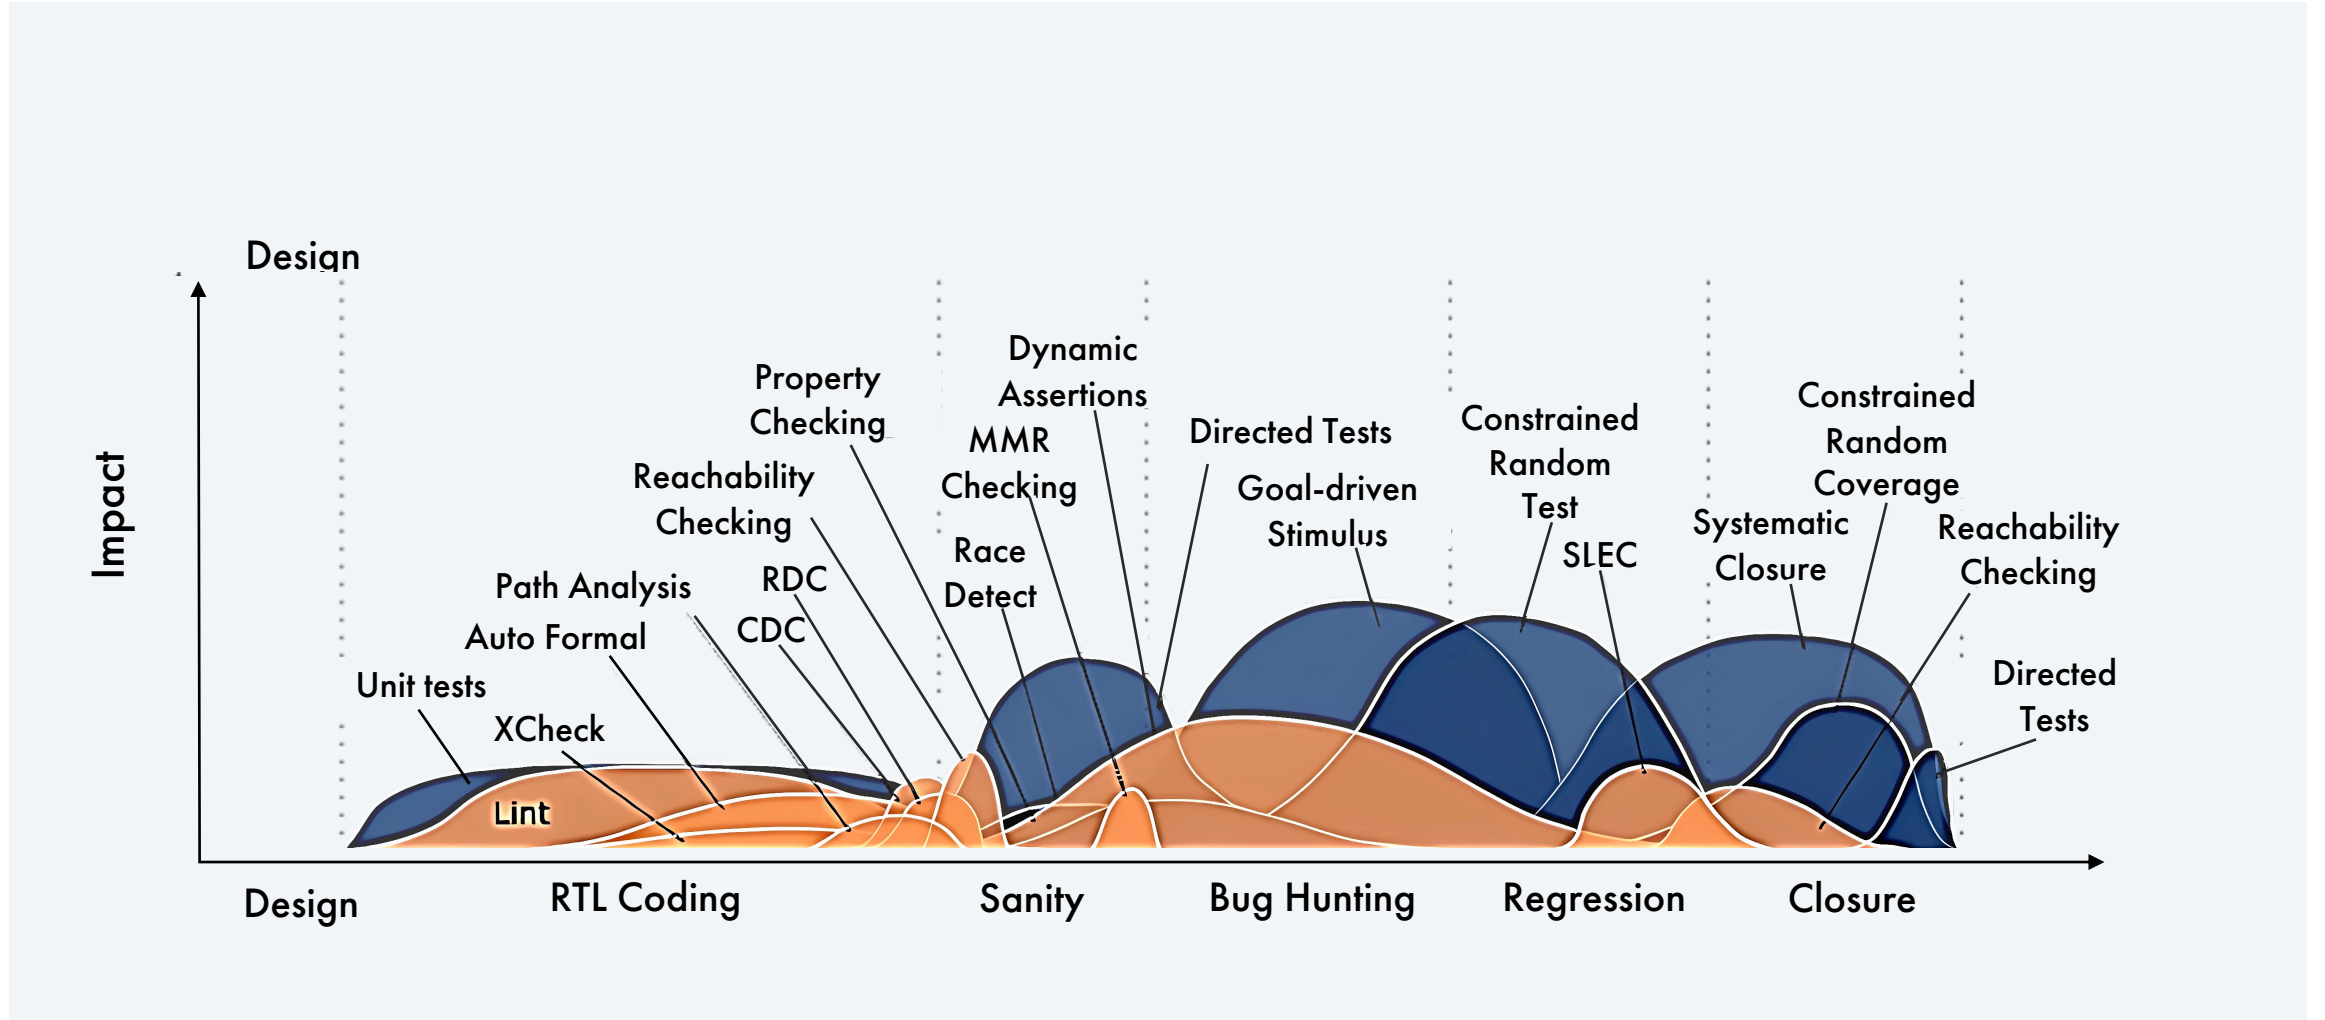 Design
Impact
Unit tests
XCheck
Lint
Auto Formal
Path Analysis
CDC
RDC
Reachability
Checking
Property
Checking
Race
Detect
MMR
Checking
Dynamic
Assertions
Directed Tests
Goal-driven
Stimulus
Constrained
Random
Test
SLEC
Systematic
Closure
Constrained
Random
Coverage
Reachability
Checking
Directed
Tests
Design
RTL Coding
Sanity
Bug Hunting
Regression
Closure